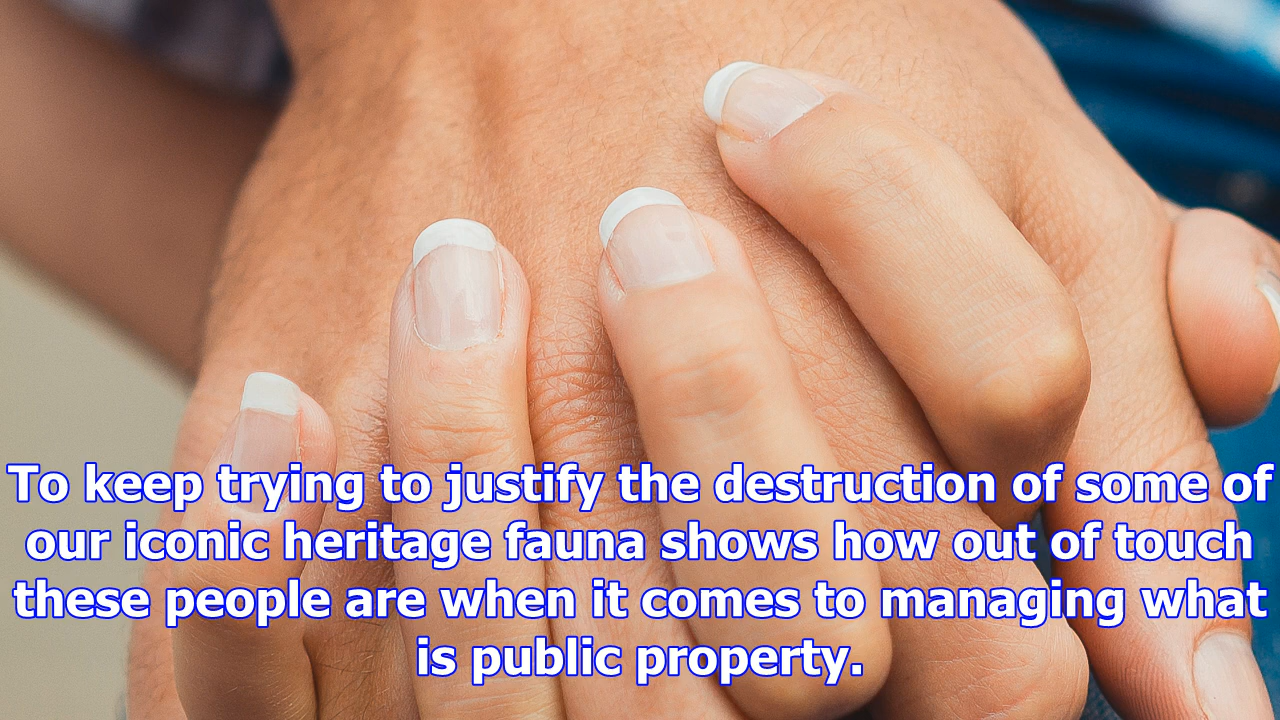 To keep trying to justify the destruction of some of
our iconic heritage fauna shows how out of touch
these people are when it comes to managing what
is public property.